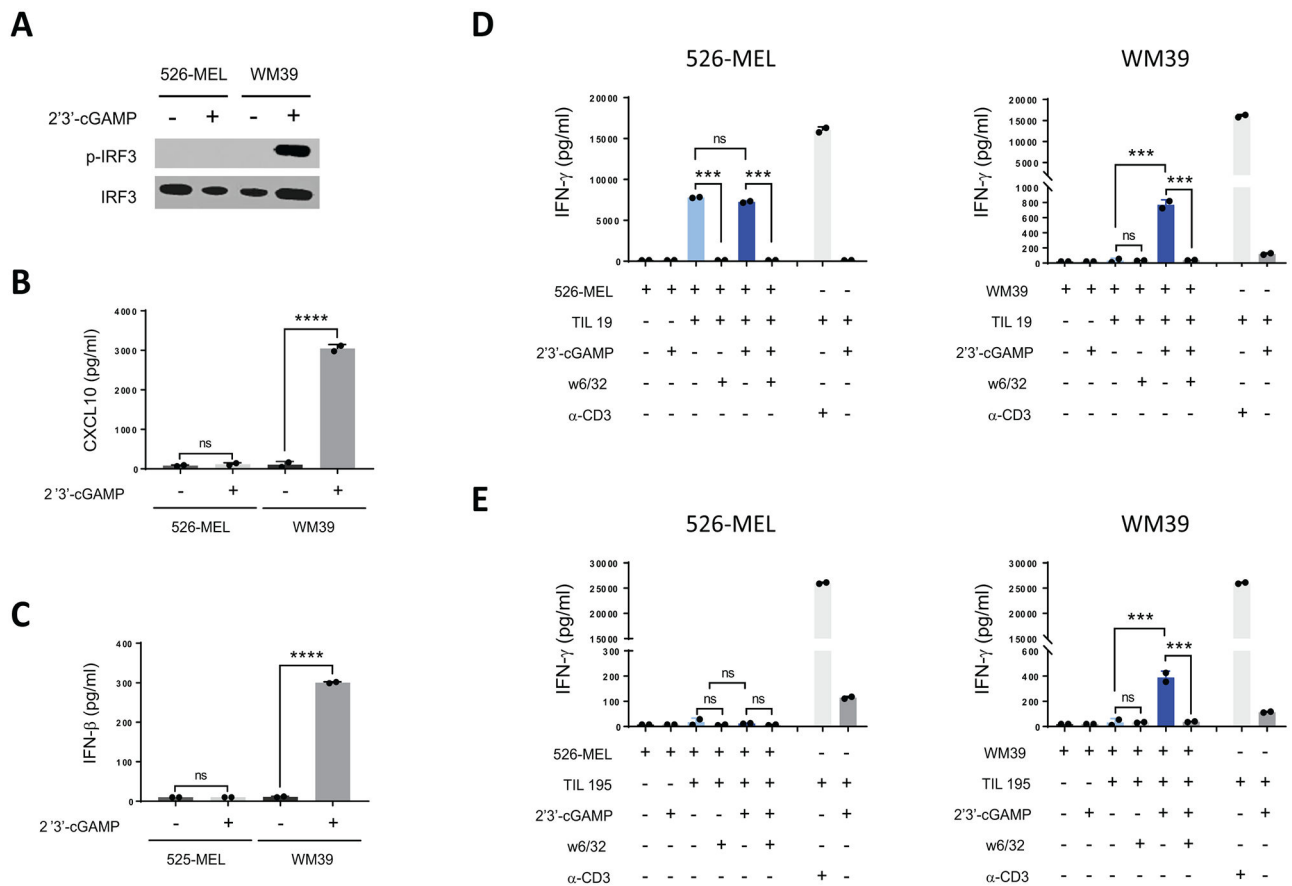 A
526-MEL WM39
2'3'-cGAMP - + - +
p-IRF3
IRF3
B
CXCL10 (pg/ml)
4000
3000
2000
1000
0
ns
****
2 '3'-cGAMP - + - +
526-MEL WM39
C
IFN-β (pg/ml)
400
300
200
100
0
ns
****
2 '3'-cGAMP - + - +
525-MEL WM39
D
526-MEL
IFN-γ (pg/ml)
20000
15000
10000
5000
0
ns
*** ***
526-MEL + + + + + + - -
TIL 19 - - + + + + + +
2'3'-cGAMP - + - - + + - +
w6/32 - - - + - + - -
α-CD3 - - - - - - + -
WM39
IFN-γ (pg/ml)
20000
15000
10000
5000
1000
800
600
400
200
0
***
***
ns
WM39 + + + + + + - -
TIL 19 - - + + + + + +
2'3'-cGAMP - + - - + + - +
w6/32 - - - + - + - -
α-CD3 - - - - - - + -
E
526-MEL
IFN-γ (pg/ml)
30000
25000
20000
15000
300
200
100
0
ns
ns ns
526-MEL + + + + + + - -
TIL 195 - - + + + + + +
2'3'-cGAMP - + - - + + - +
w6/32 - - - + - + - -
α-CD3 - - - - - - + -
WM39
IFN-γ (pg/ml)
30000
25000
20000
15000
600
400
200
0
***
***
ns
WM39 + + + + + + - -
TIL 195 - - + + + + + +
2'3'-cGAMP - + - - + + - +
w6/32 - - - + - + - -
α-CD3 - - - - - - + -